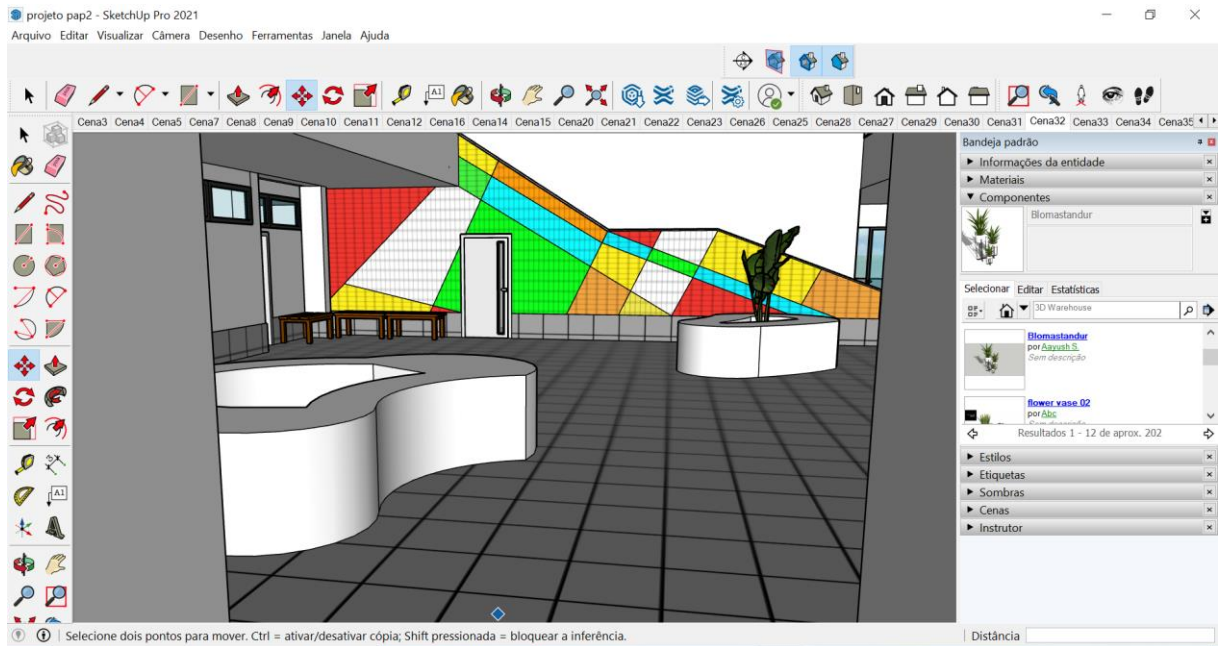 projeto pap2 - SketchUp Pro 2021
Arquivo Editar Visualizar Câmera Desenho Ferramentas Janela Ajuda
A1
Cena3 Cena4 Cena5 Cena7 Cena8 Cena9 Cena10 Cena11 Cena12 Cena16 Cena14 Cena15 Cena20 Cena21 Cena22 Cena23 Cena26 Cena25 Cena28 Cena27 Cena29 Cena30 Cena31 Cena32 Cena33 Cena34 Cena35
Bandeja padrão
Informações da entidade
Materiais
Componentes
Blomastandur
Selecionar Editar Estatísticas
3D Warehouse
Blomastandur
por Aayush S.
Sem descrição
flower vase 02
por Abc
Sem descrição
Resultados 1 - 12 de aprox. 202
Estilos
Etiquetas
Sombras
Cenas
Instrutor
A1
Selecione dois pontos para mover. Ctrl = ativar/desativar cópia; Shift pressionada = bloquear a inferência.
Distância